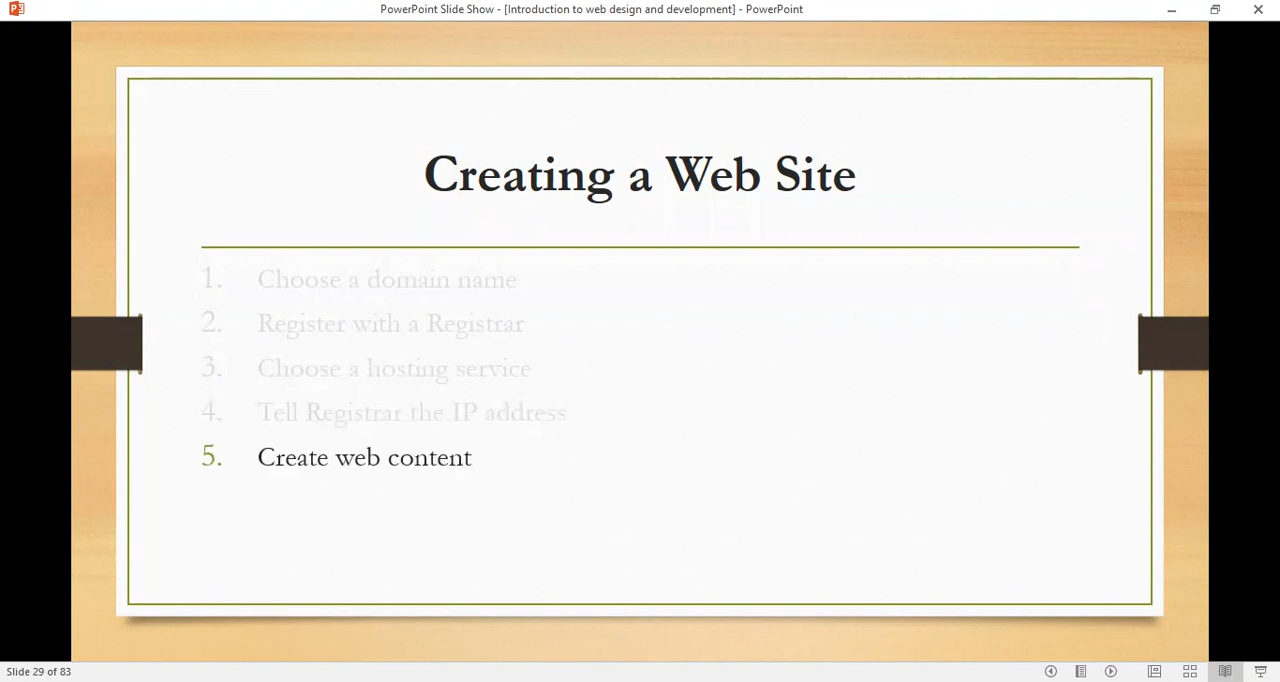 PowerPoint Slide Show - [Introduction to web design and development] - PowerPoint
Creating a Web Site
1. Choose a domain name
2. Register with a Registrar
3. Choose a hosting service
4. Tell Registrar the IP address
5. Create web content
Slide 29 of 83